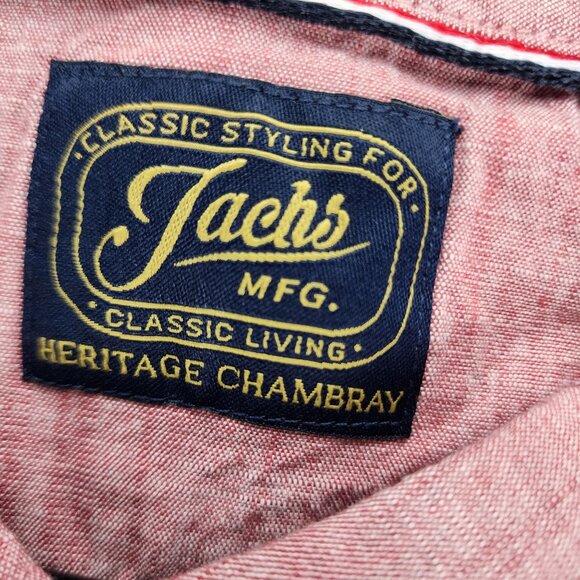 CLASSIC STYLING FOR
Jachs
MFG.
CLASSIC LIVING
HERITAGE CHAMBRAY